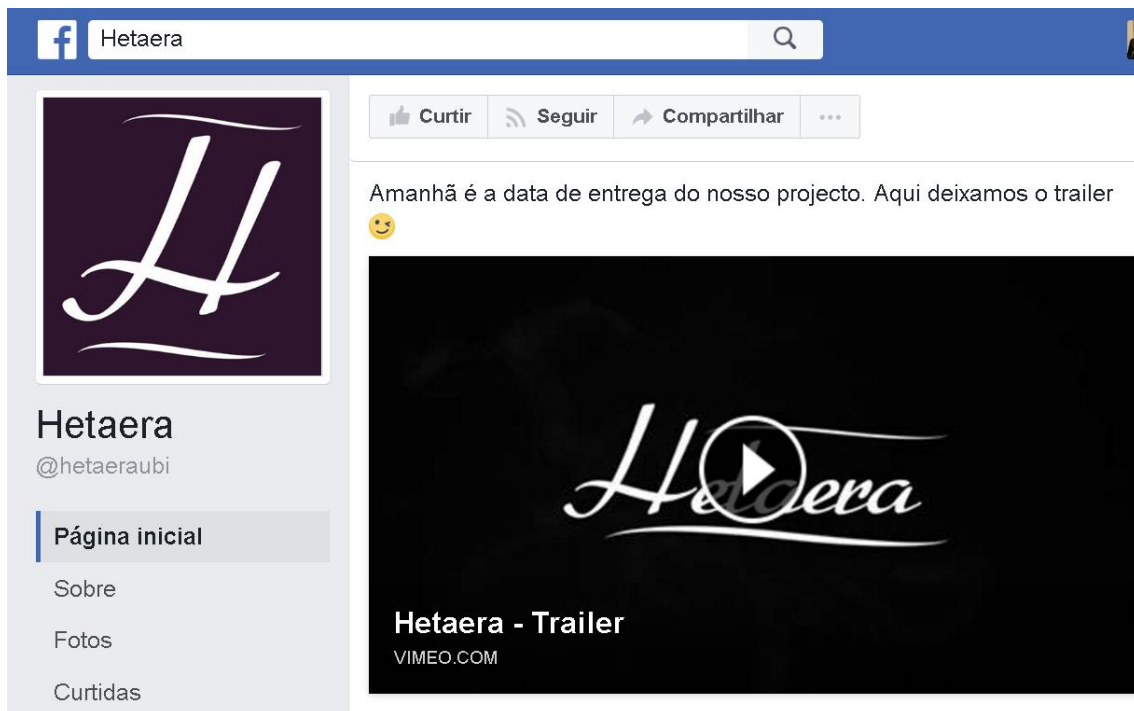 Hetaera
Curtir Seguir Compartilhar
Amanhã é a data de entrega do nosso projecto. Aqui deixamos o trailer
H
Hetaera
@hetaeraubi
Página inicial
Sobre
Fotos
Curtidas
Hetaera
Hetaera - Trailer
VIMEO.COM